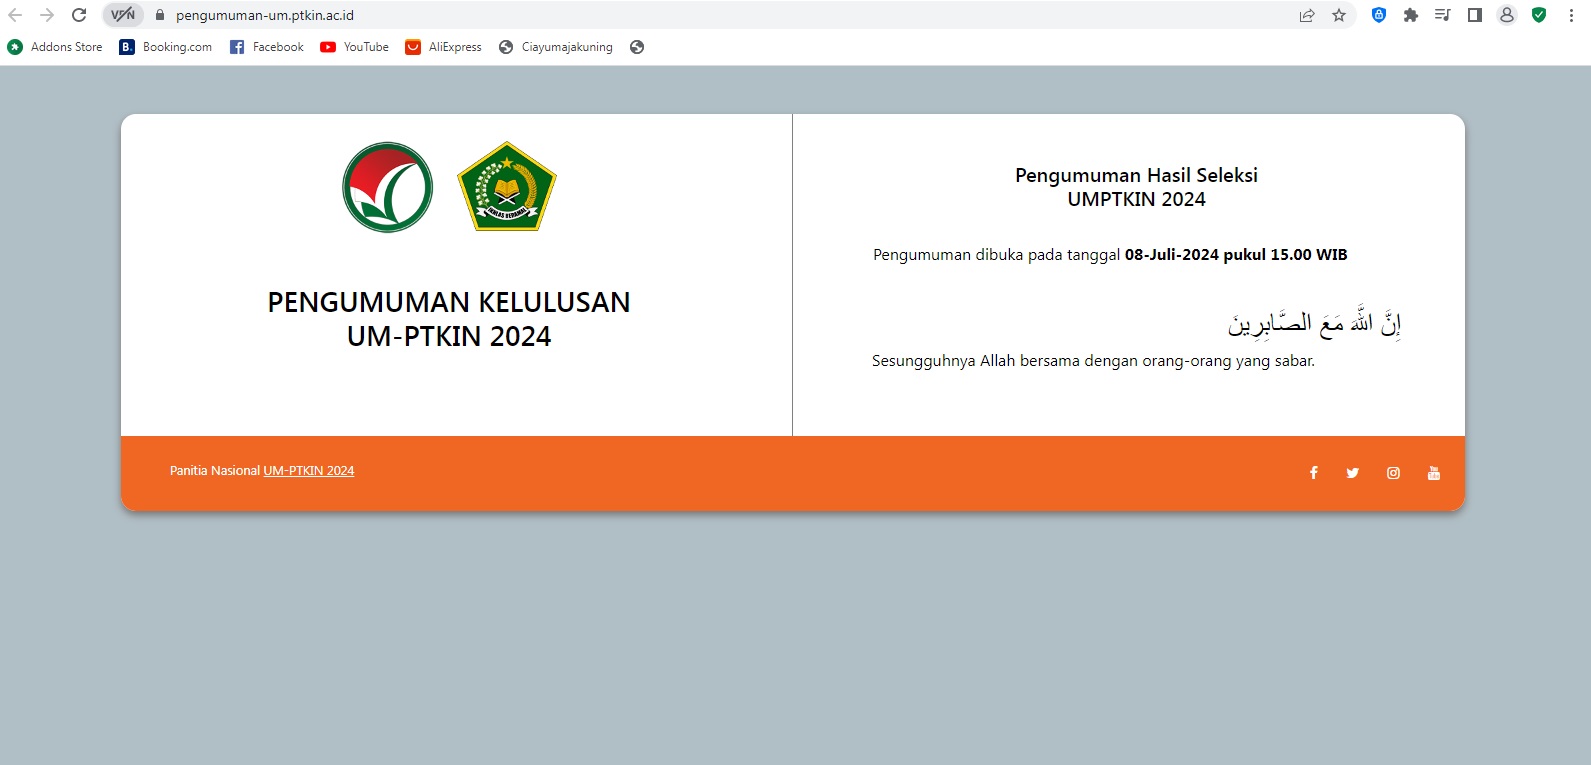 VPN
pengumuman-um.ptkin.ac.id
Addons Store
B. Booking.com
Facebook
YouTube
AliExpress
Ciayumajakuning
IKHLAS BERAMAL
PENGUMUMAN KELULUSAN
UM-PTKIN 2024
Pengumuman Hasil Seleksi
UMPTKIN 2024
Pengumuman dibuka pada tanggal 08-Juli-2024 pukul 15.00 WIB
إِنَّ اللَّهَ مَعَ الصَّابِرِينَ
Sesungguhnya Allah bersama dengan orang-orang yang sabar.
Panitia Nasional UM-PTKIN 2024